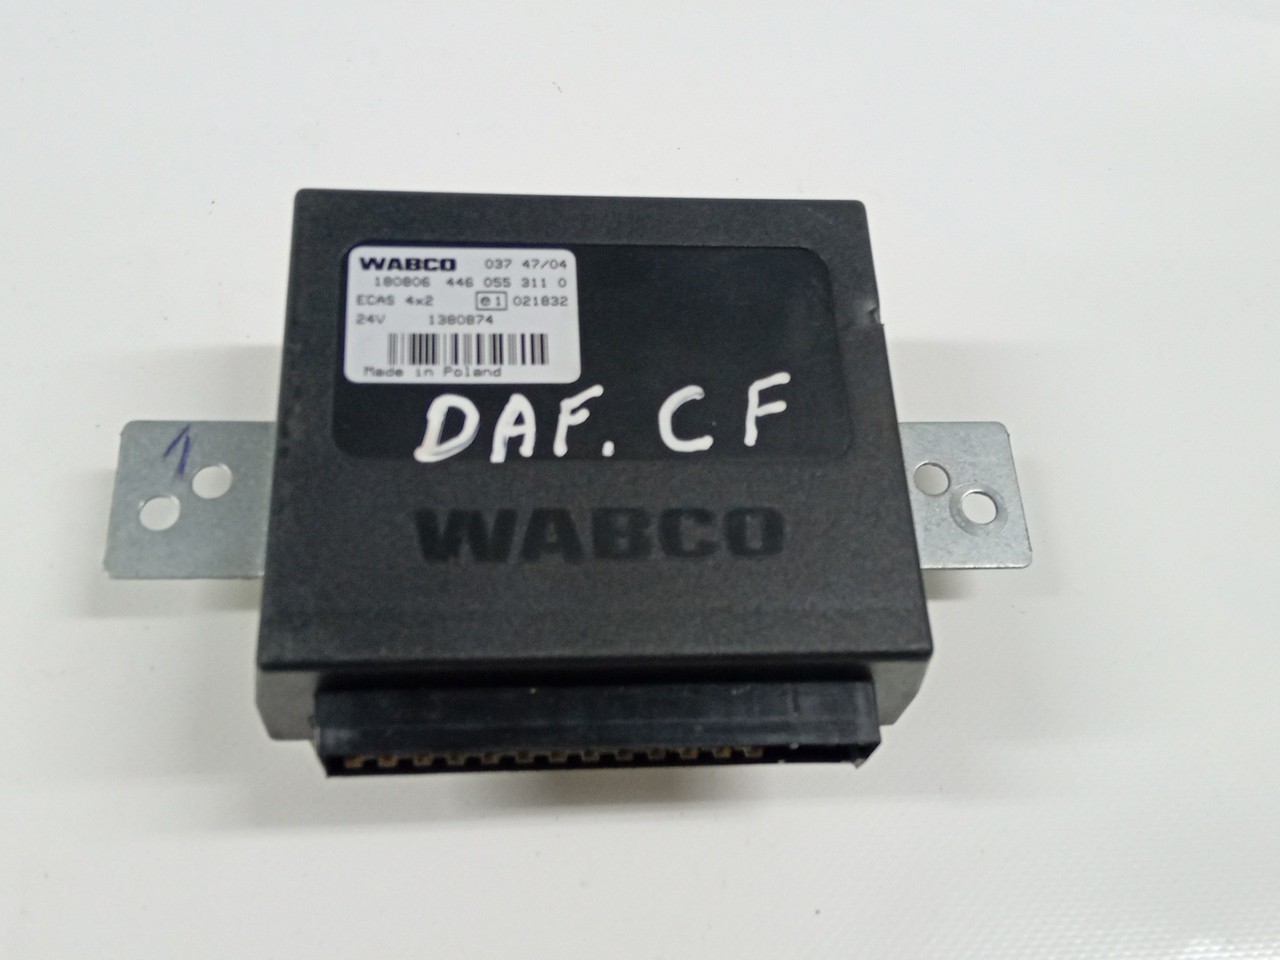 WABCO 037 47/04
180806 446 055 311 0
ECAS 4x2 e1 021832
24V 1380874
Made in Poland
DAF. CF
WABCO
1